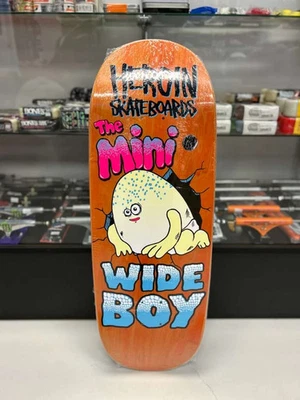 HEROIN
SKATEBOARDS
The
Mini
WIDE
BOY